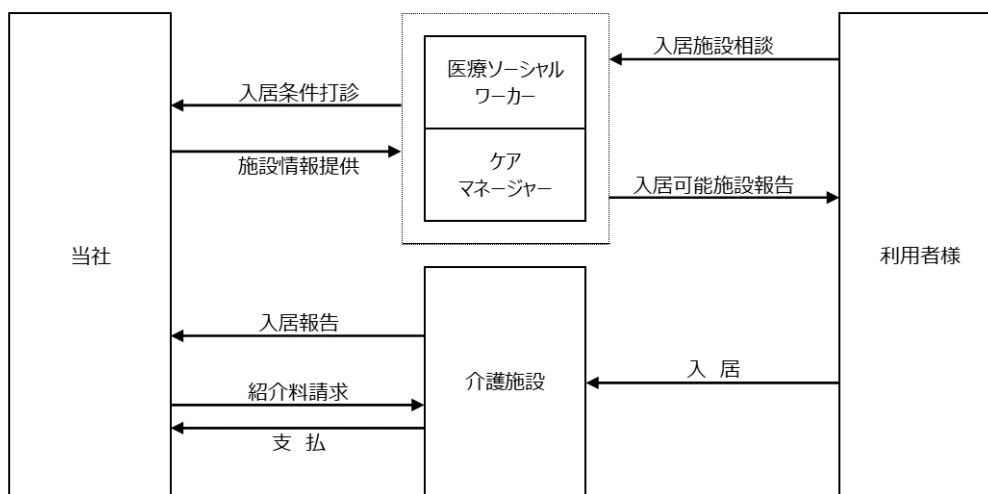 入居施設相談
医療ソーシャル
ワーカー
入居条件打診
施設情報提供
ケア
マネージャー
入居可能施設報告
当社
利用者様
入居報告
介護施設
入 居
紹介料請求
支 払